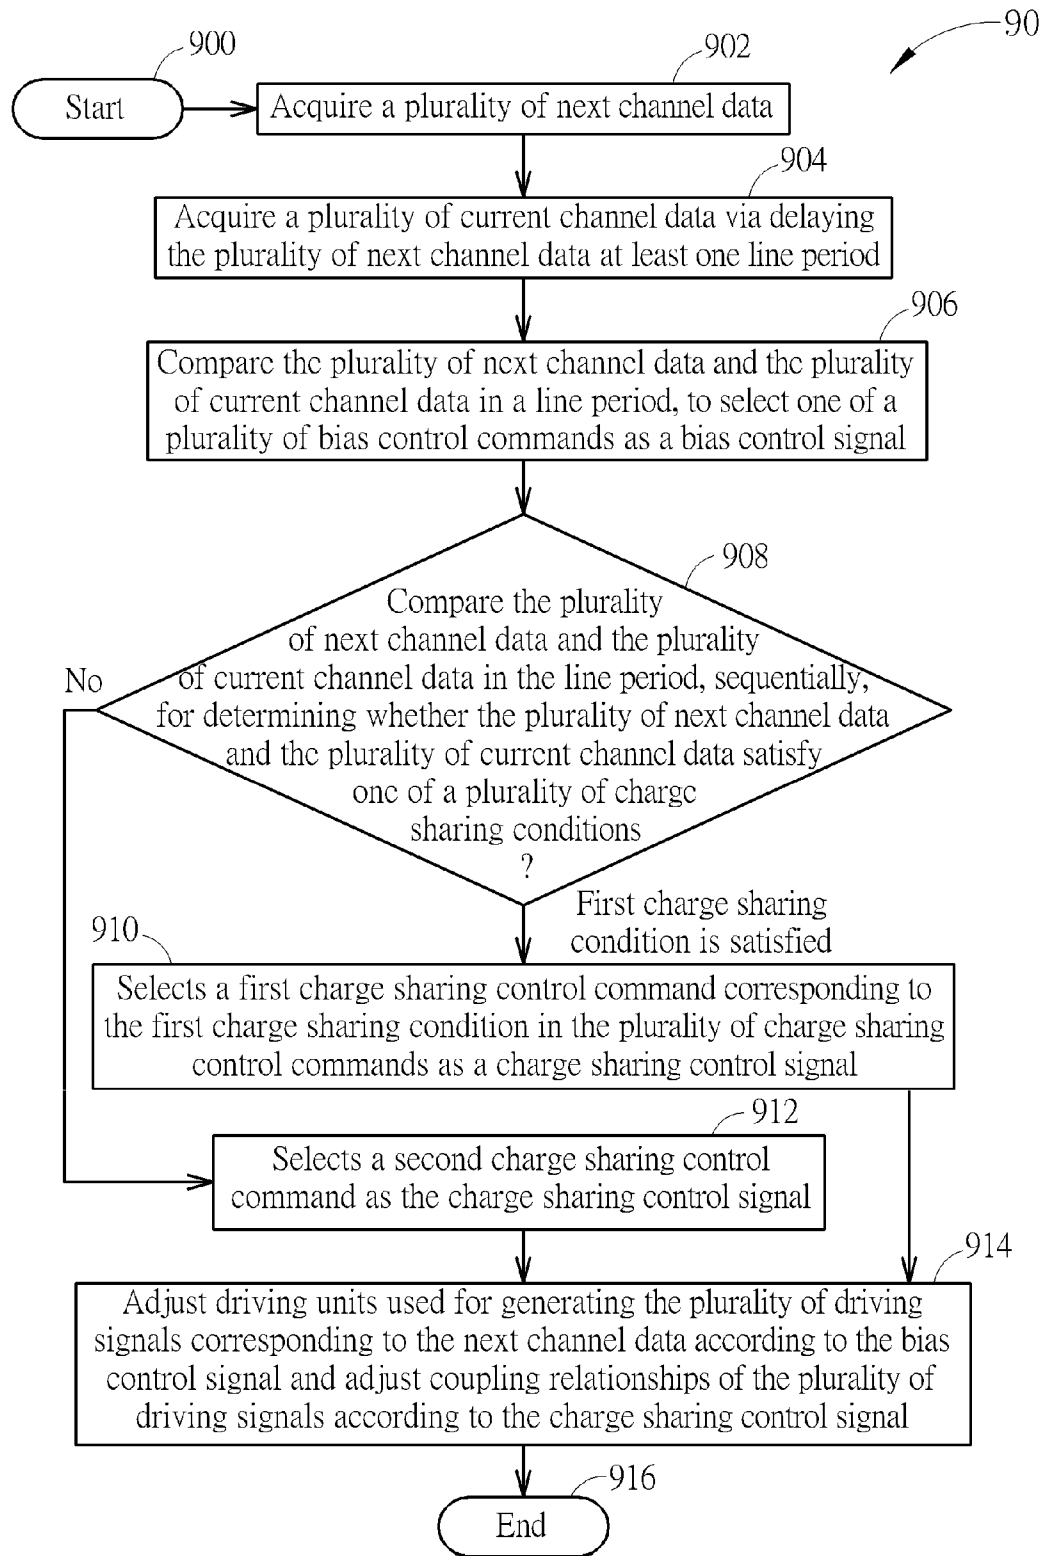 90
900
Start
902
Acquire a plurality of next channel data
904
Acquire a plurality of current channel data via delaying
the plurality of next channel data at least one line period
906
Compare the plurality of next channel data and the plurality
of current channel data in a line period, to select one of a
plurality of bias control commands as a bias control signal
908
Compare the plurality
of next channel data and the plurality
of current channel data in the line period, sequentially,
for determining whether the plurality of next channel data
and the plurality of current channel data satisfy
one of a plurality of charge
sharing conditions
?
No
First charge sharing
condition is satisfied
910
Selects a first charge sharing control command corresponding to
the first charge sharing condition in the plurality of charge sharing
control commands as a charge sharing control signal
912
Selects a second charge sharing control
command as the charge sharing control signal
914
Adjust driving units used for generating the plurality of driving
signals corresponding to the next channel data according to the bias
control signal and adjust coupling relationships of the plurality of
driving signals according to the charge sharing control signal
916
End